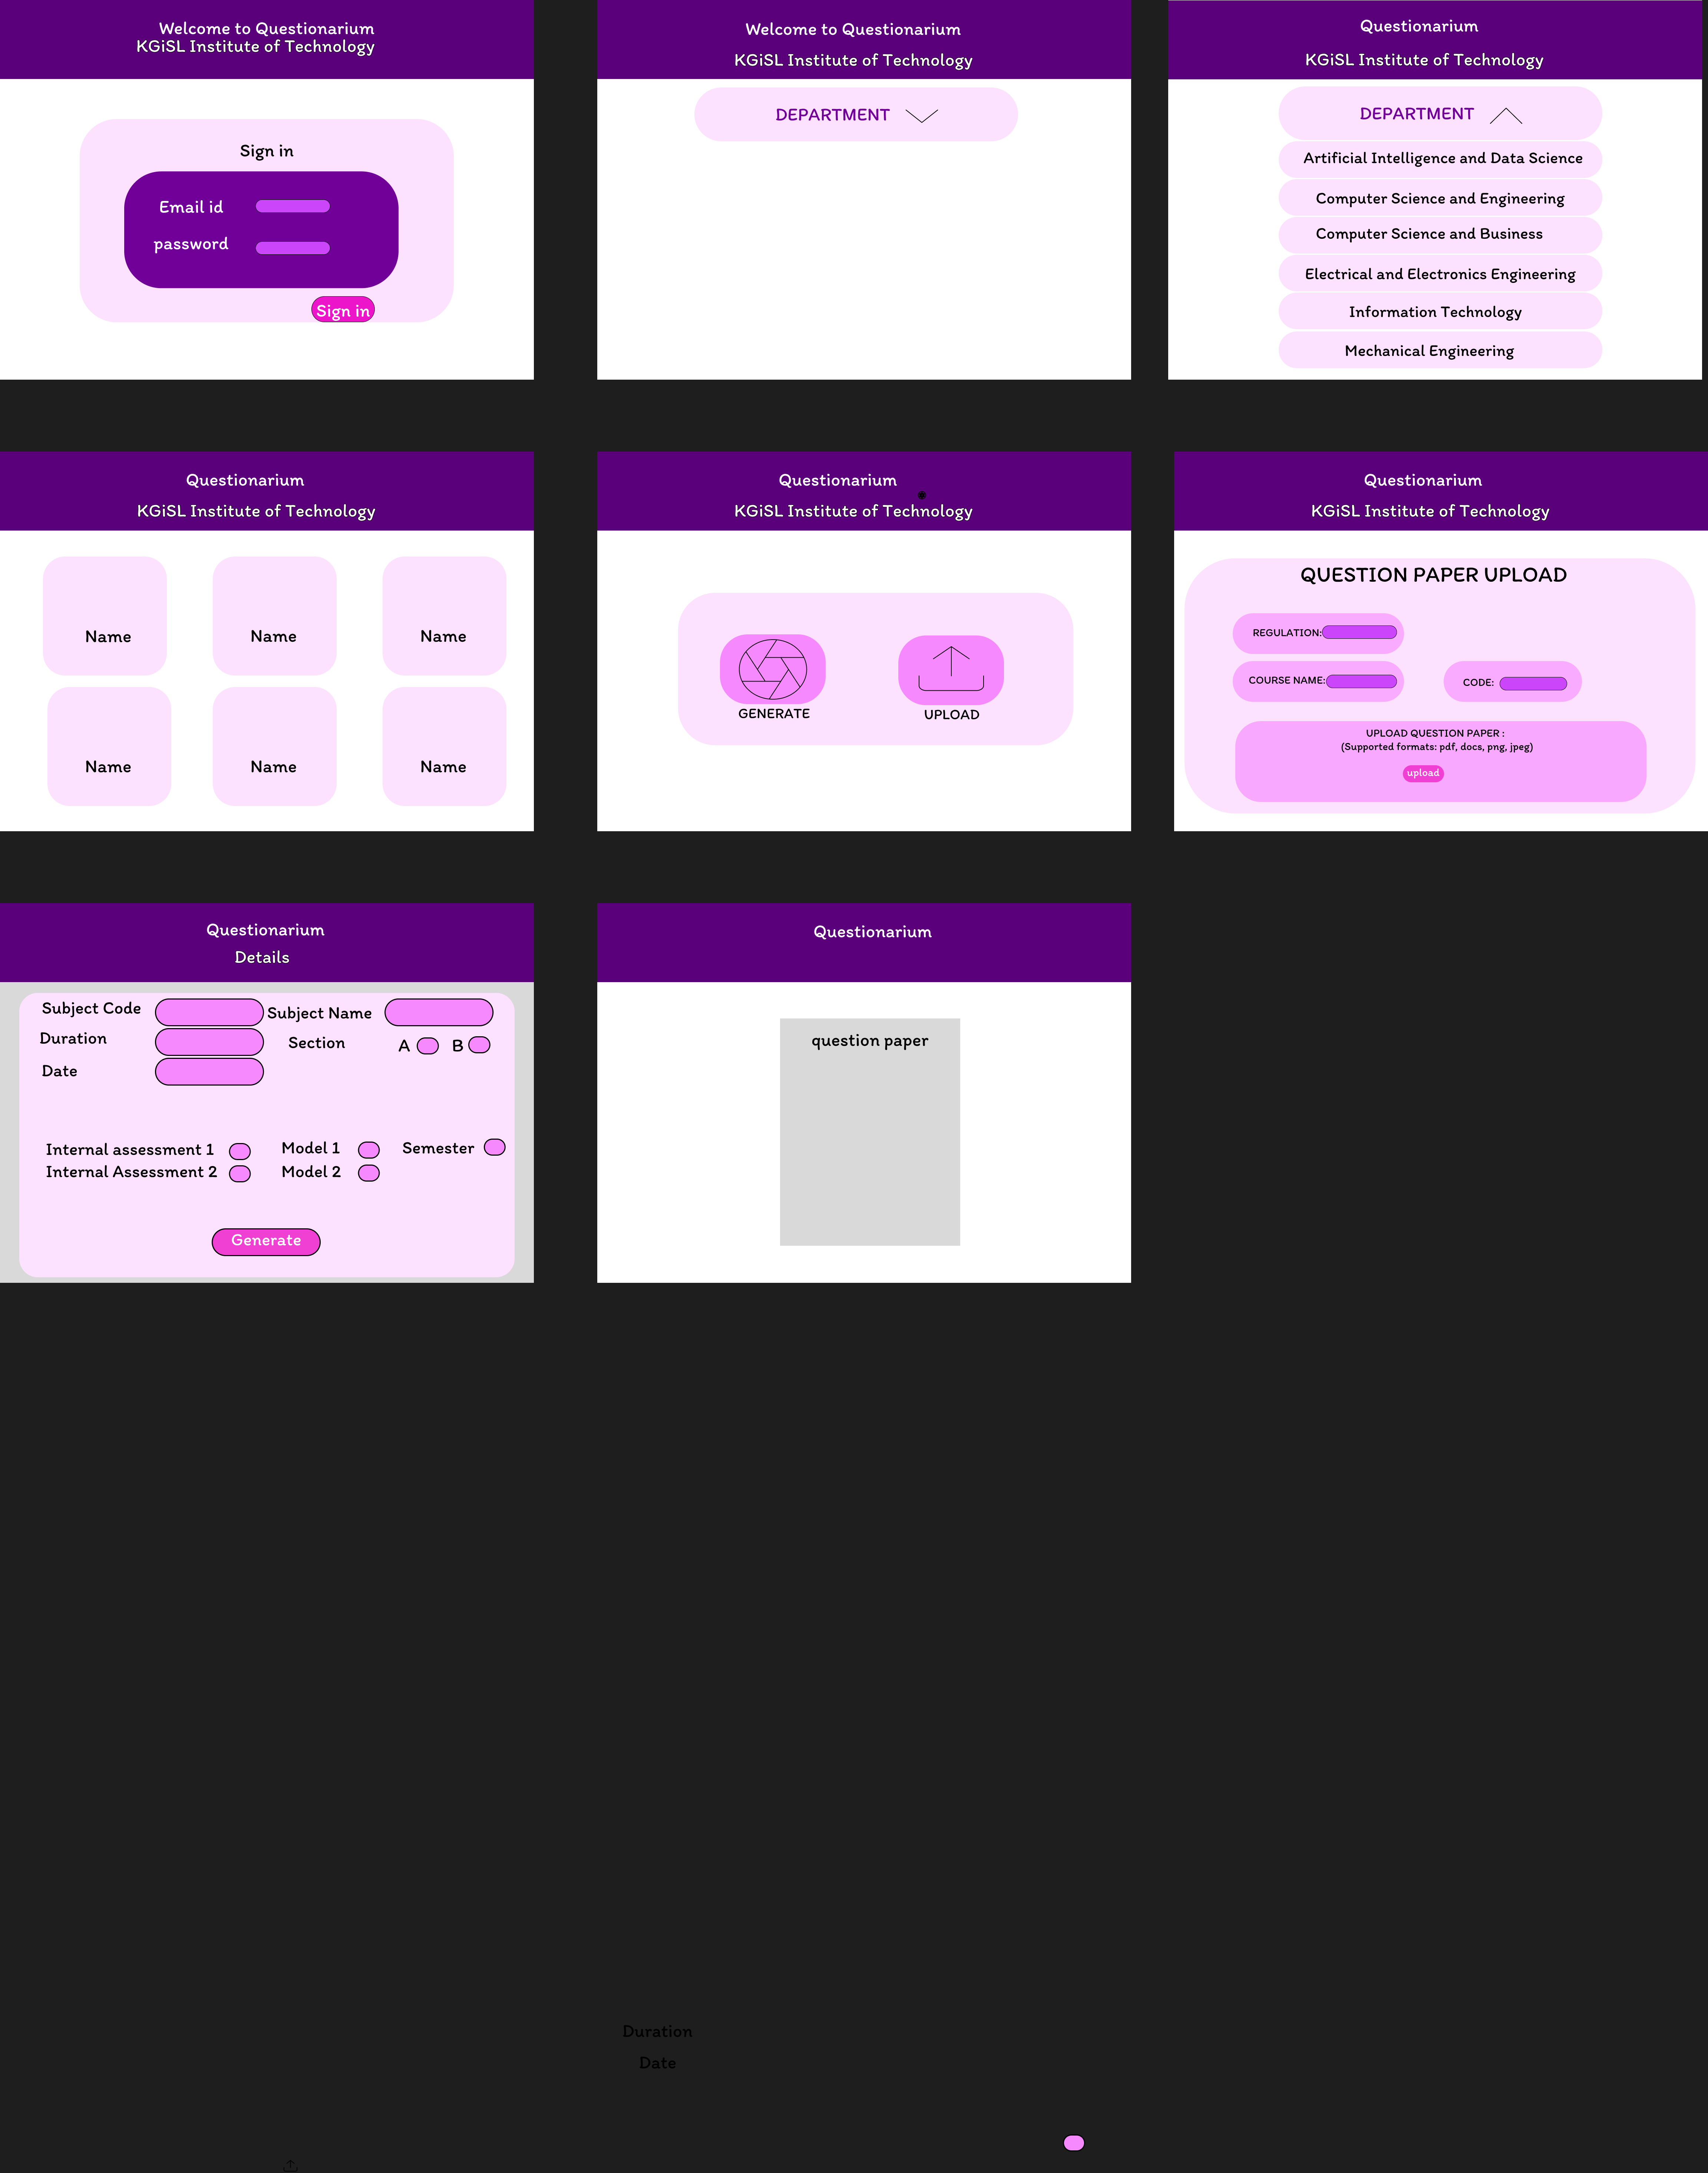 Welcome to Questionarium
KGiSL Institute of Technology
Sign in
Email id
password
Sign in
Welcome to Questionarium
KGiSL Institute of Technology
DEPARTMENT
Questionarium
KGiSL Institute of Technology
DEPARTMENT
Artificial Intelligence and Data Science
Computer Science and Engineering
Computer Science and Business
Electrical and Electronics Engineering
Information Technology
Mechanical Engineering
Questionarium
KGiSL Institute of Technology
Name Name Name
Name Name Name
Questionarium
KGiSL Institute of Technology
GENERATE UPLOAD
Questionarium
KGiSL Institute of Technology
QUESTION PAPER UPLOAD
REGULATION:
COURSE NAME: CODE:
UPLOAD QUESTION PAPER :
(Supported formats: pdf, docs, png, jpeg)
upload
Questionarium
Details
Subject Code Subject Name
Duration Section A B
Date
Internal assessment 1 Model 1 Semester
Internal Assessment 2 Model 2
Generate
Questionarium
question paper
Duration
Date